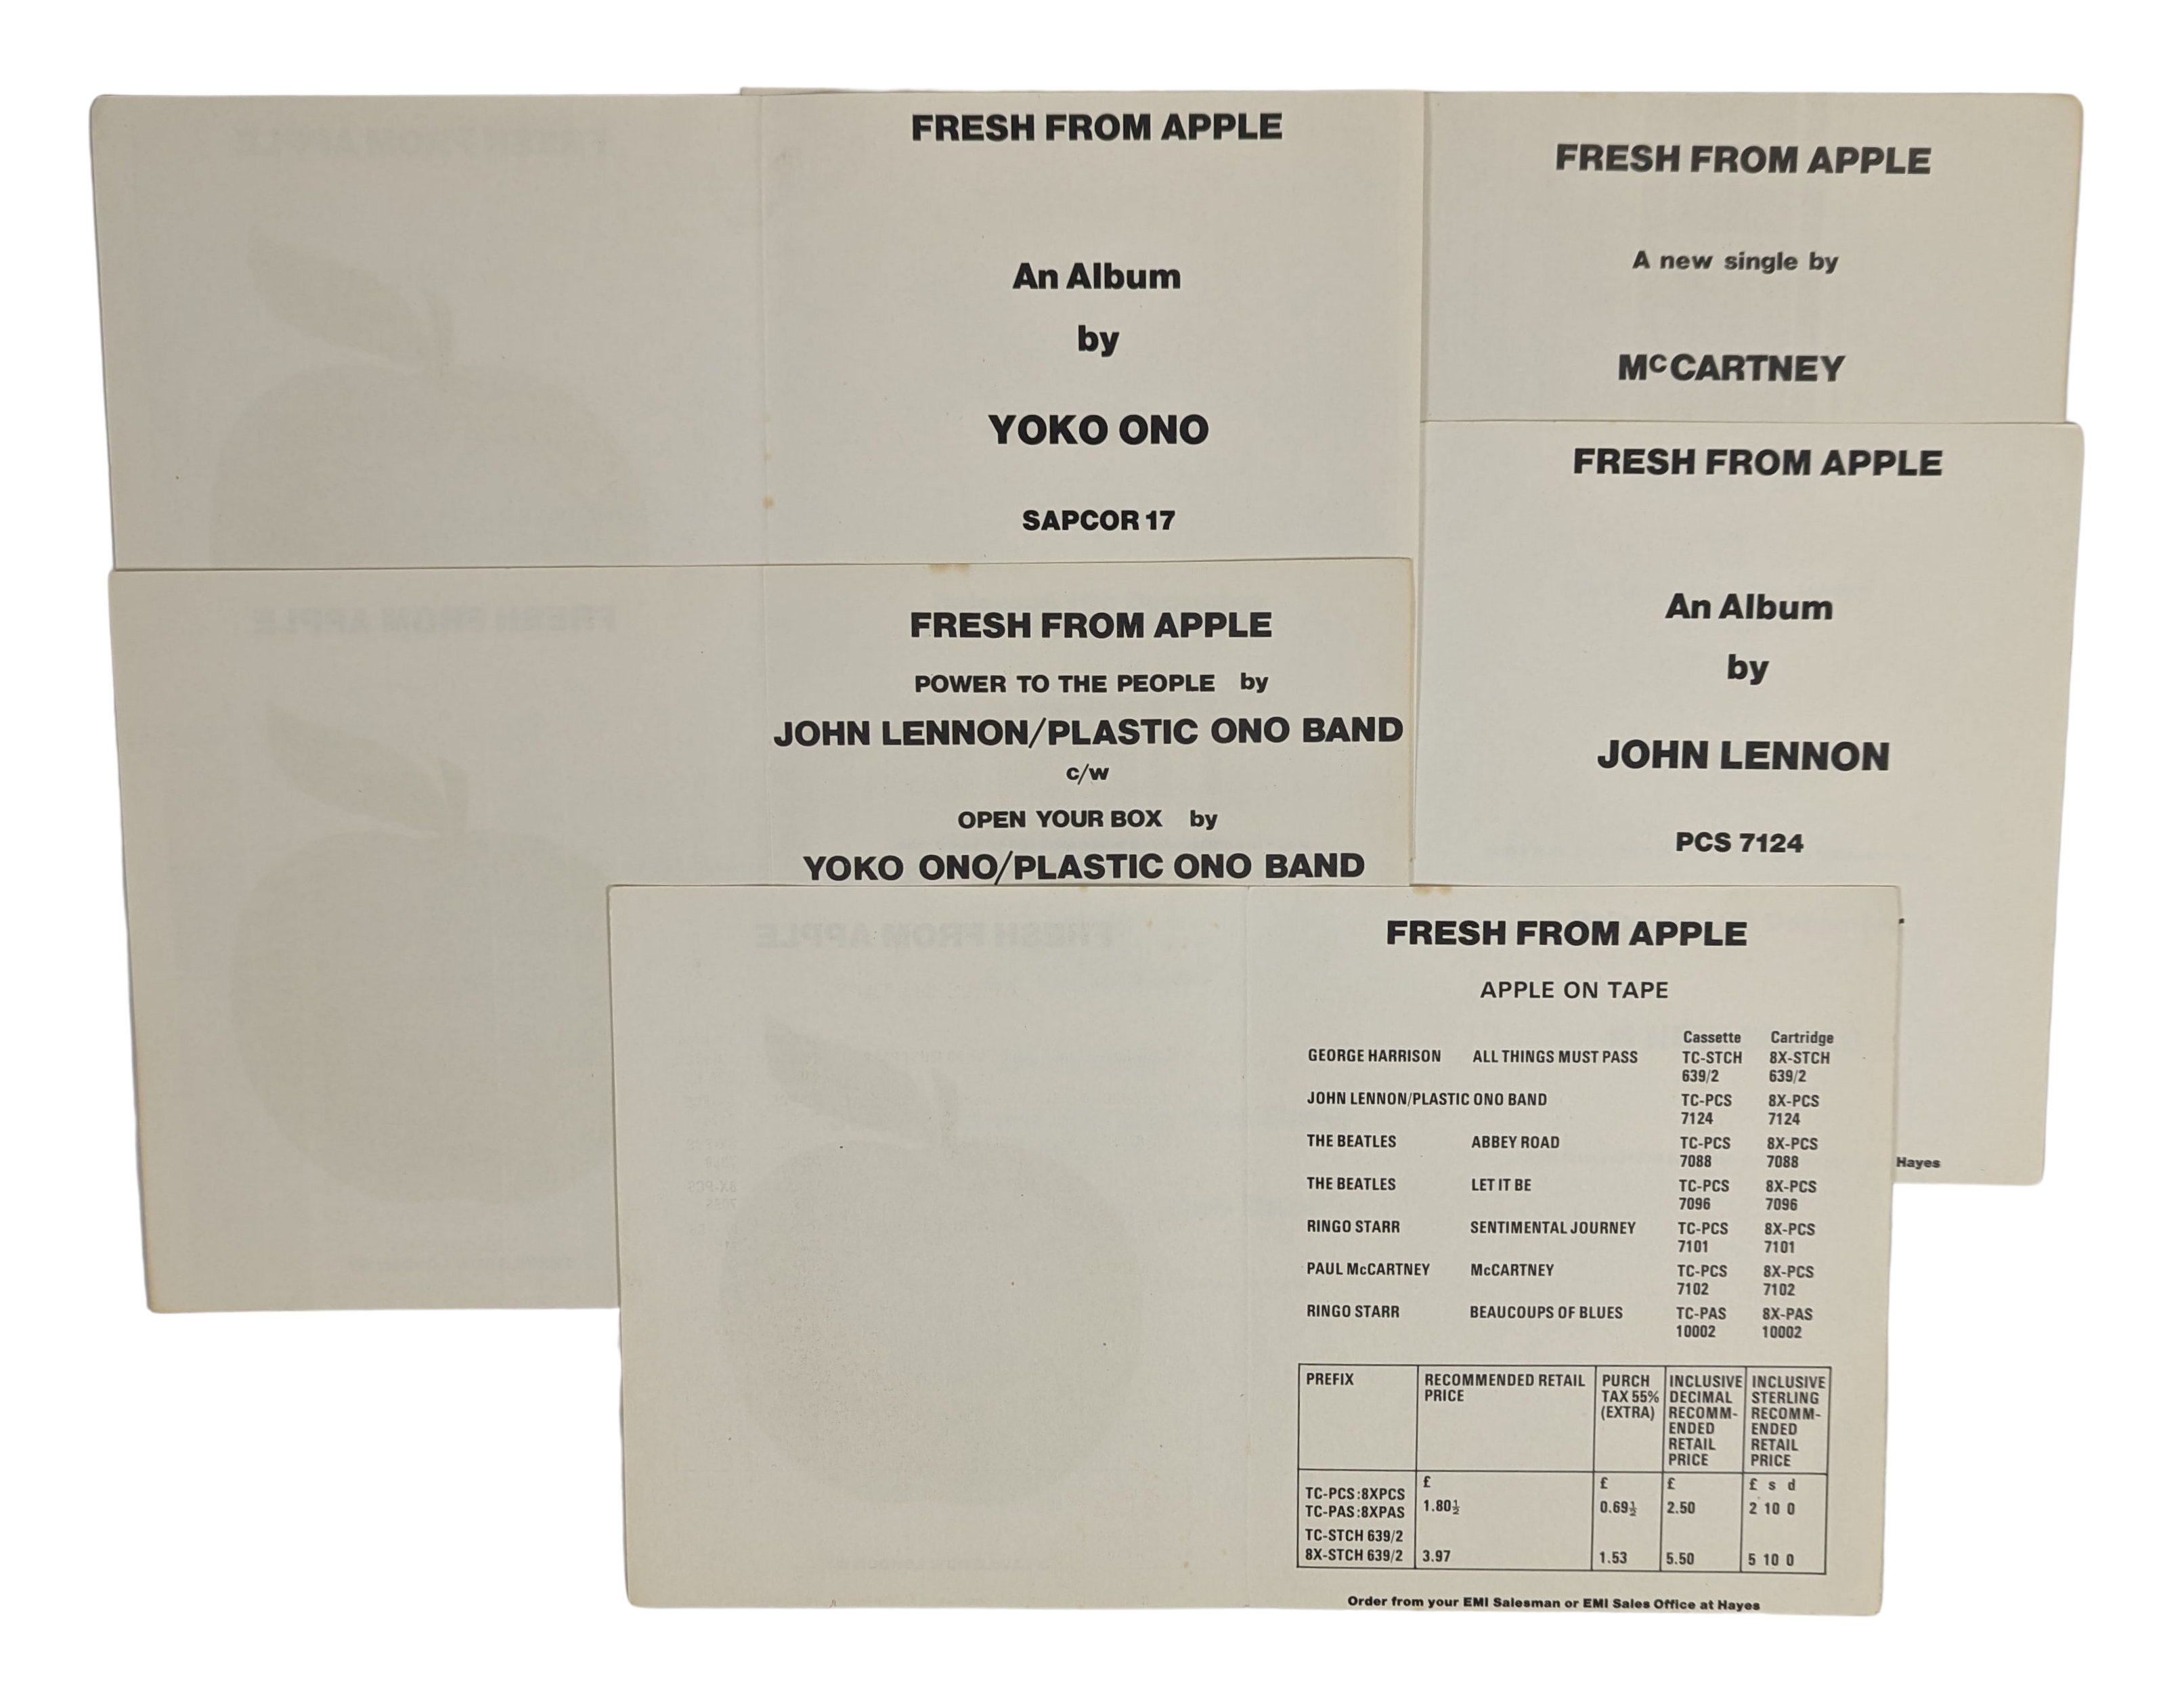 FRESH FROM APPLE
An Album
by
YOKO ONO
SAPCOR 17
FRESH FROM APPLE
A new single by
McCARTNEY
FRESH FROM APPLE
An Album
by
JOHN LENNON
PCS 7124
Hayes
FRESH FROM APPLE
POWER TO THE PEOPLE by
JOHN LENNON/PLASTIC ONO BAND
c/w
OPEN YOUR BOX by
YOKO ONO/PLASTIC ONO BAND
FRESH FROM APPLE
APPLE ON TAPE
Cassette Cartridge
GEORGE HARRISON ALL THINGS MUST PASS TC-STCH 8X-STCH
639/2 639/2
JOHN LENNON/PLASTIC ONO BAND TC-PCS 8X-PCS
7124 7124
THE BEATLES ABBEY ROAD TC-PCS 8X-PCS
7088 7088
THE BEATLES LET IT BE TC-PCS 8X-PCS
7096 7096
RINGO STARR SENTIMENTAL JOURNEY TC-PCS 8X-PCS
7101 7101
PAUL McCARTNEY McCARTNEY TC-PCS 8X-PCS
7102 7102
RINGO STARR BEAUCOUPS OF BLUES TC-PAS 8X-PAS
10002 10002
PREFIX RECOMMENDED RETAIL PURCH INCLUSIVE INCLUSIVE
PRICE TAX 55% DECIMAL STERLING
(EXTRA) RECOMM- RECOMM-
ENDED ENDED
RETAIL RETAIL
PRICE PRICE
£ £ £ £ s d
TC-PCS:8XPCS
TC-PAS:8XPAS 1.80½ 0.69½ 2.50 2 10 0
TC-STCH 639/2
8X-STCH 639/2 3.97 1.53 5.50 5 10 0
Order from your EMI Salesman or EMI Sales Office at Hayes